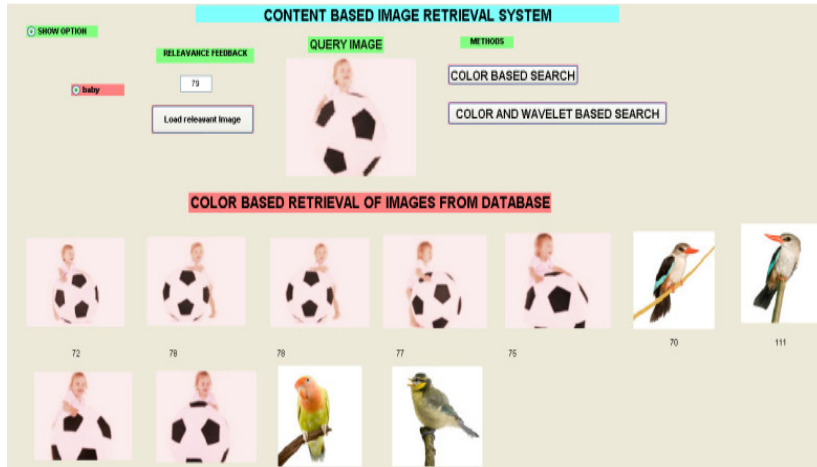 CONTENT BASED IMAGE RETRIEVAL SYSTEM
SHOW OPTION
RELEAVANCE FEEDBACK
QUERY IMAGE
METHODS
baby
79
COLOR BASED SEARCH
Load releavant image
COLOR AND WAVELET BASED SEARCH
COLOR BASED RETRIEVAL OF IMAGES FROM DATABASE
72 78 78 77 75 70 111